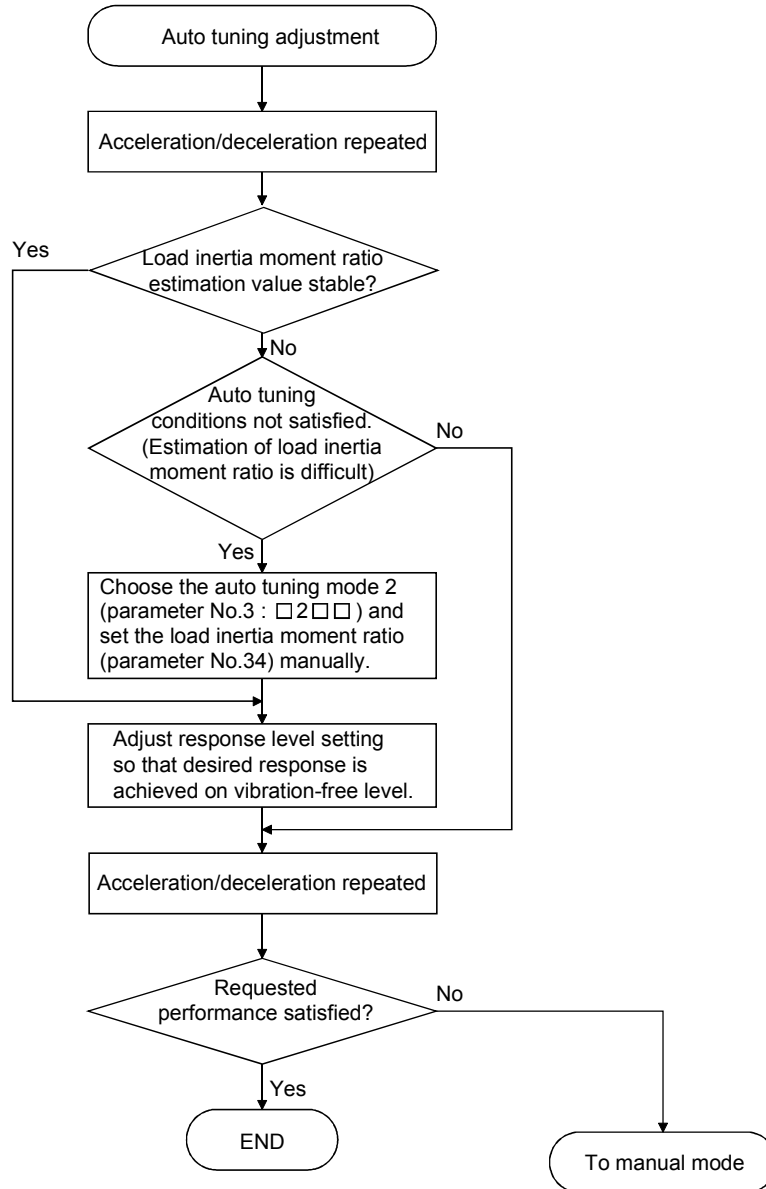 Auto tuning adjustment
Acceleration/deceleration repeated
Yes
Load inertia moment ratio
estimation value stable?
No
Auto tuning
conditions not satisfied.
(Estimation of load inertia
moment ratio is difficult)
No
Yes
Choose the auto tuning mode 2
(parameter No.3 : □2□□ ) and
set the load inertia moment ratio
(parameter No.34) manually.
Adjust response level setting
so that desired response is
achieved on vibration-free level.
Acceleration/deceleration repeated
Requested
performance satisfied?
No
Yes
END
To manual mode